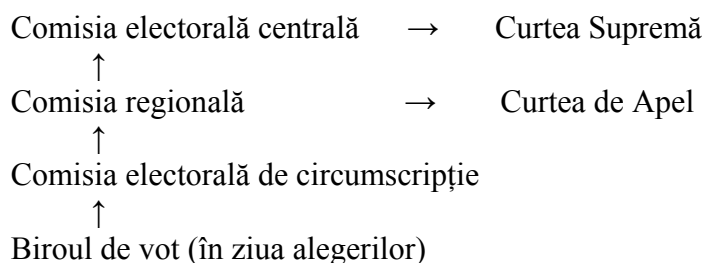 Comisia electorală centrală → Curtea Supremă
↑
Comisia regională → Curtea de Apel
↑
Comisia electorală de circumscripție
↑
Biroul de vot (în ziua alegerilor)